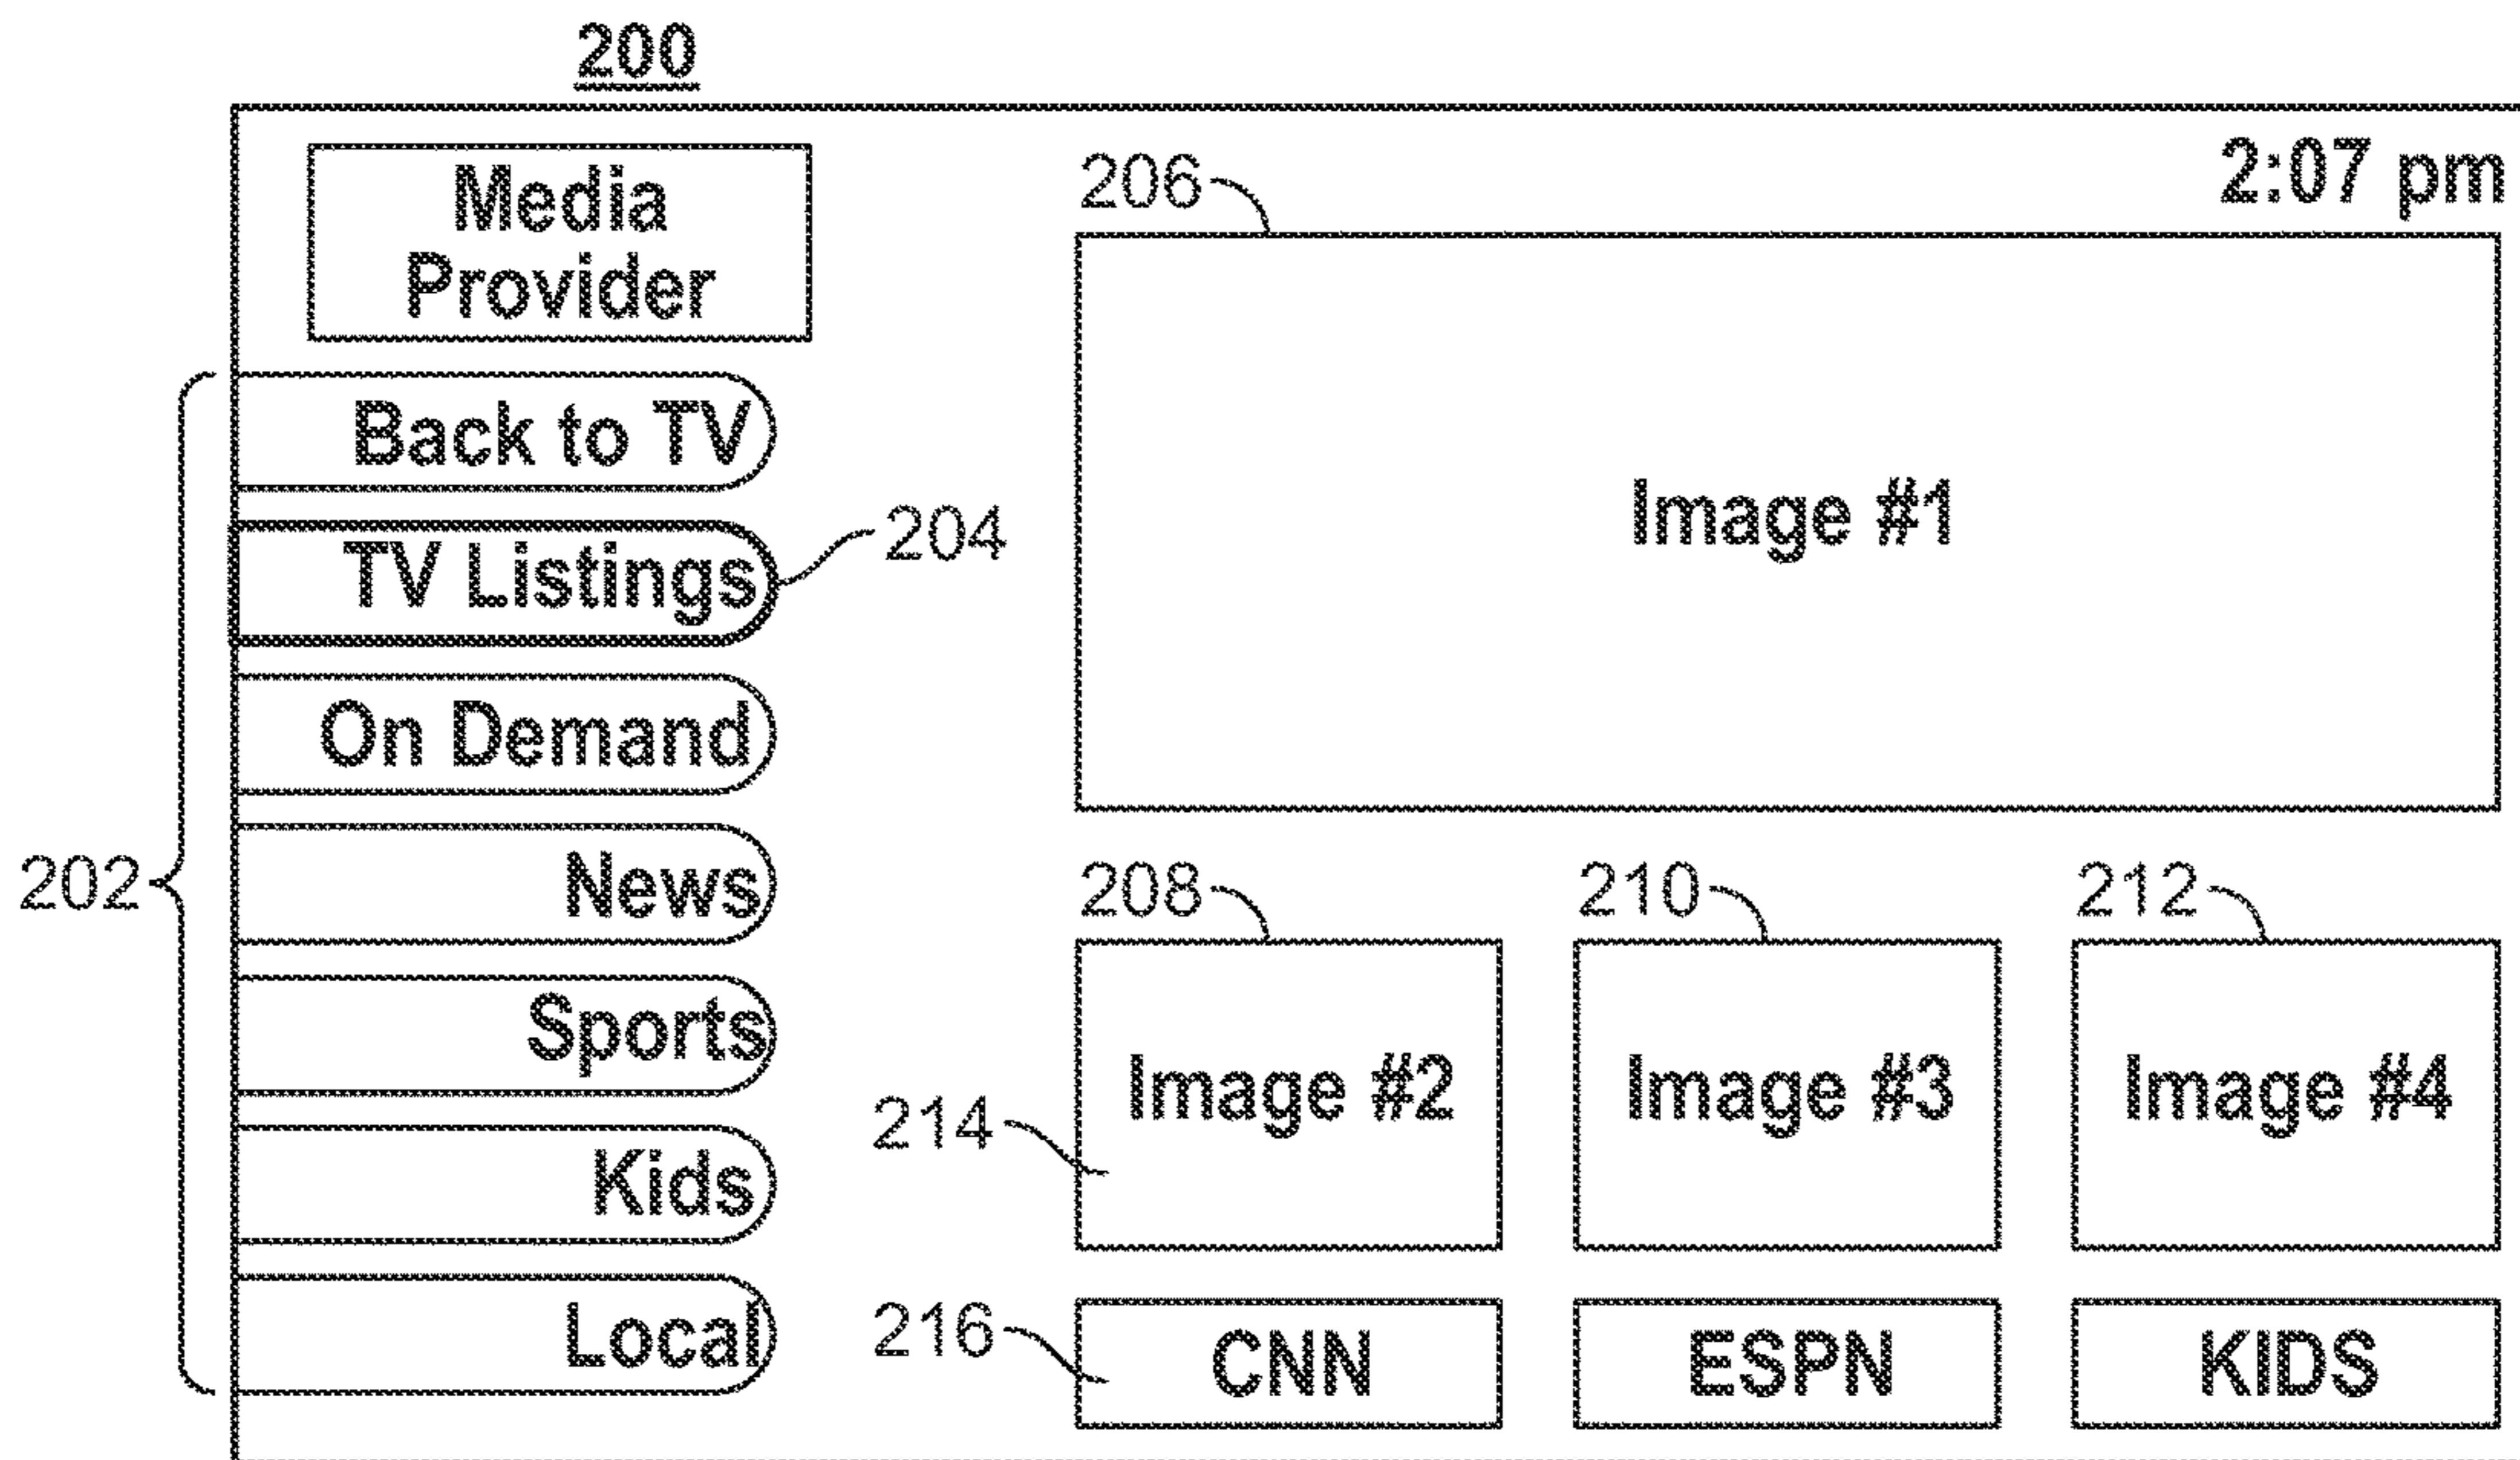 200
Media
Provider
2:07 pm
206
Image #1
Back to TV
TV Listings
204
On Demand
202
News
Sports
Kids
Local
208
210
212
Image #2
Image #3
Image #4
214
216
CNN
ESPN
KIDS